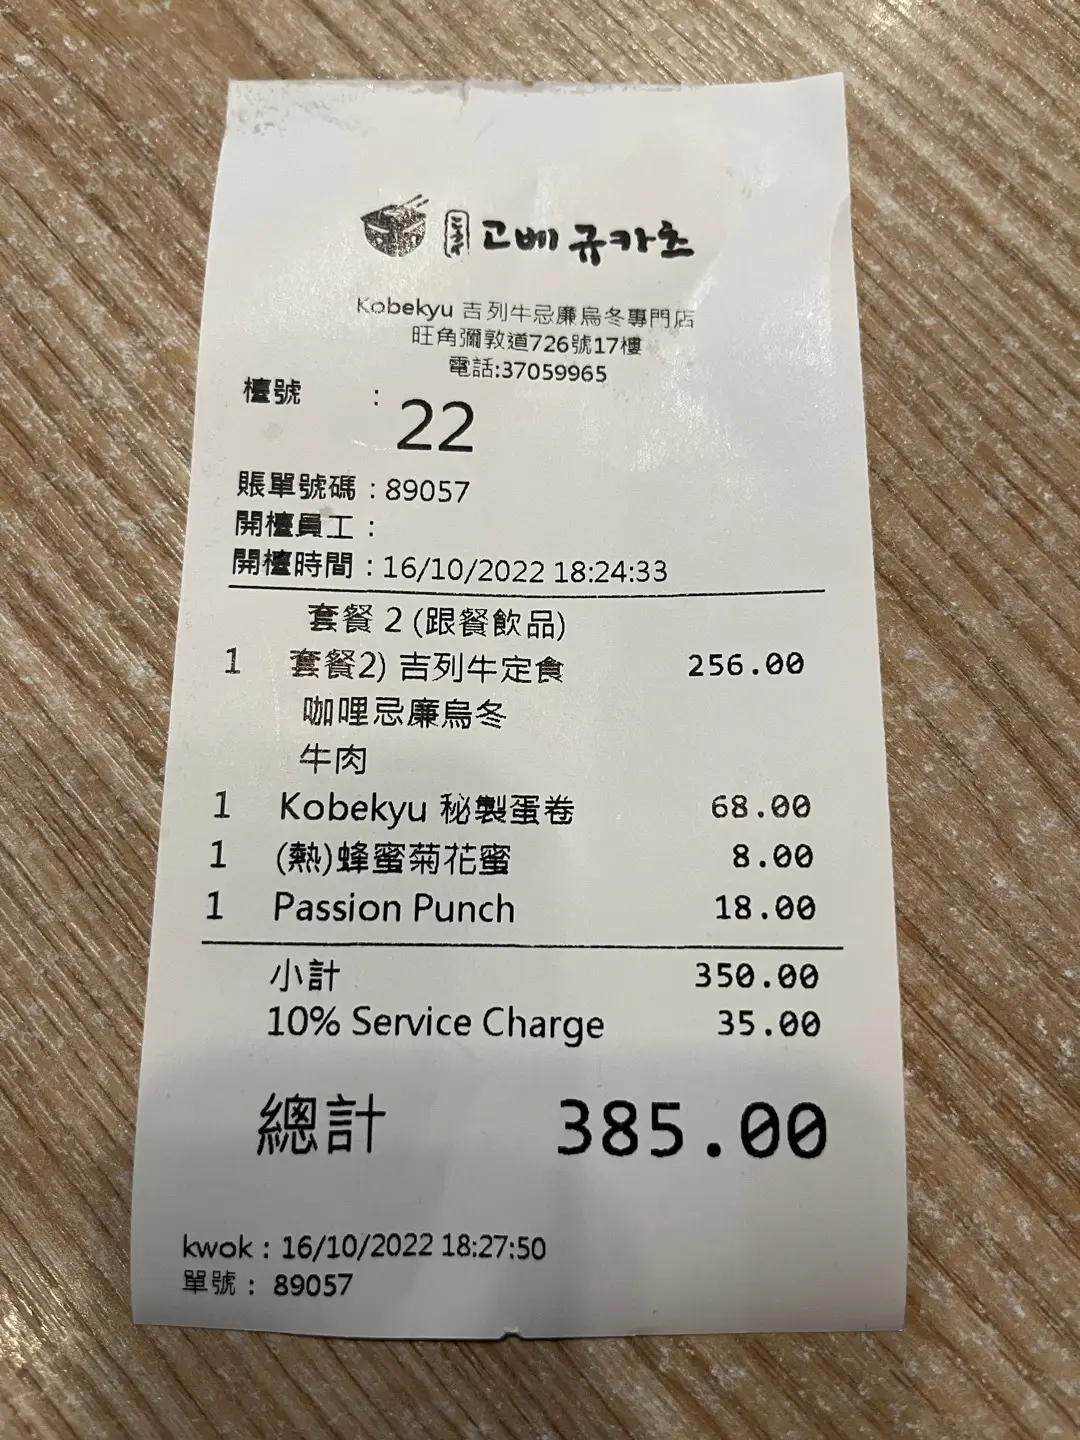 고베 규카츠
Kobekyu 吉列牛忌廉烏冬專門店
旺角彌敦道726號17樓
電話:37059965
檯號 : 22
賬單號碼 : 89057
開檯員工 :
開檯時間 : 16/10/2022 18:24:33
套餐 2 (跟餐飲品)
1 套餐2) 吉列牛定食 256.00
咖哩忌廉烏冬
牛肉
1 Kobekyu 秘製蛋卷 68.00
1 (熱)蜂蜜菊花蜜 8.00
1 Passion Punch 18.00
小計 350.00
10% Service Charge 35.00
總計 385.00
kwok : 16/10/2022 18:27:50
單號 : 89057